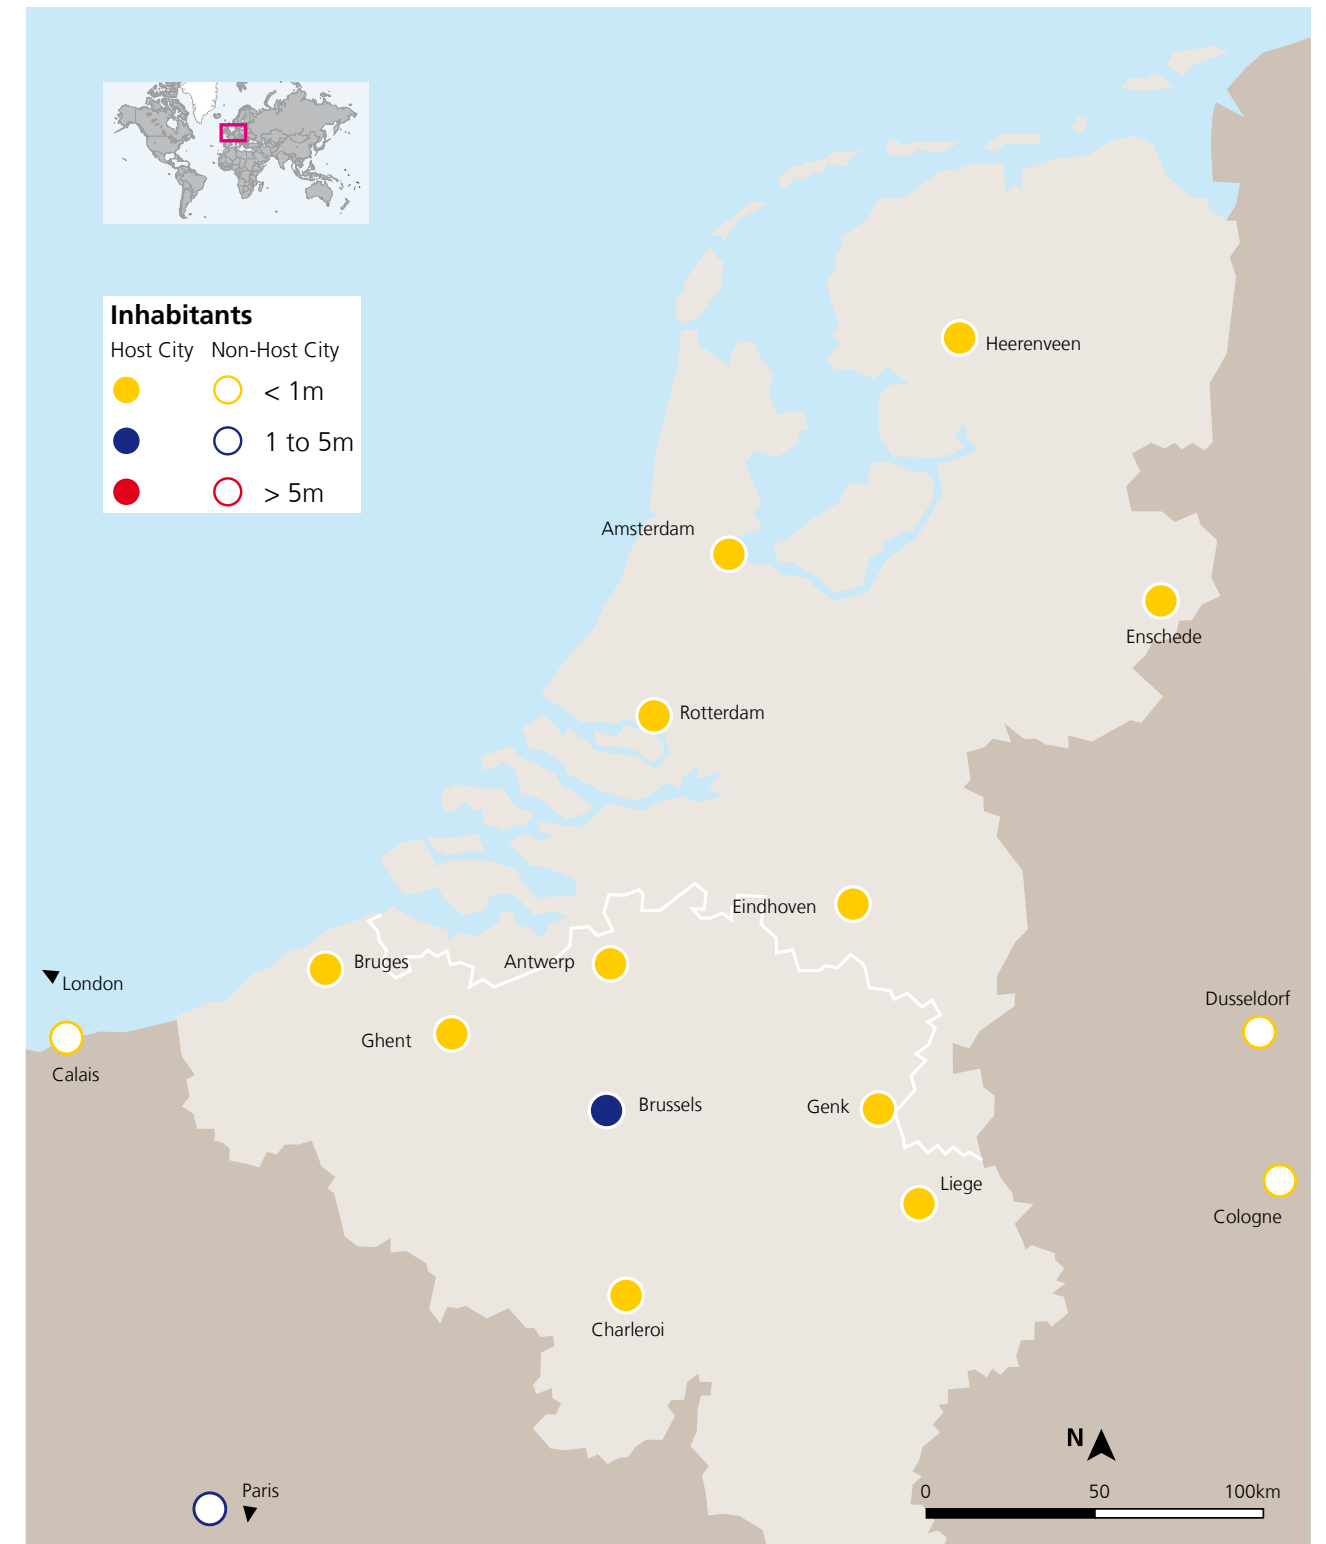 Inhabitants
Host City Non-Host City
< 1m
1 to 5m
> 5m
Heerenveen
Amsterdam
Enschede
Rotterdam
Eindhoven
Bruges
Antwerp
London
Dusseldorf
Ghent
Calais
Brussels
Genk
Liege
Cologne
Charleroi
N
Paris
0 50 100km